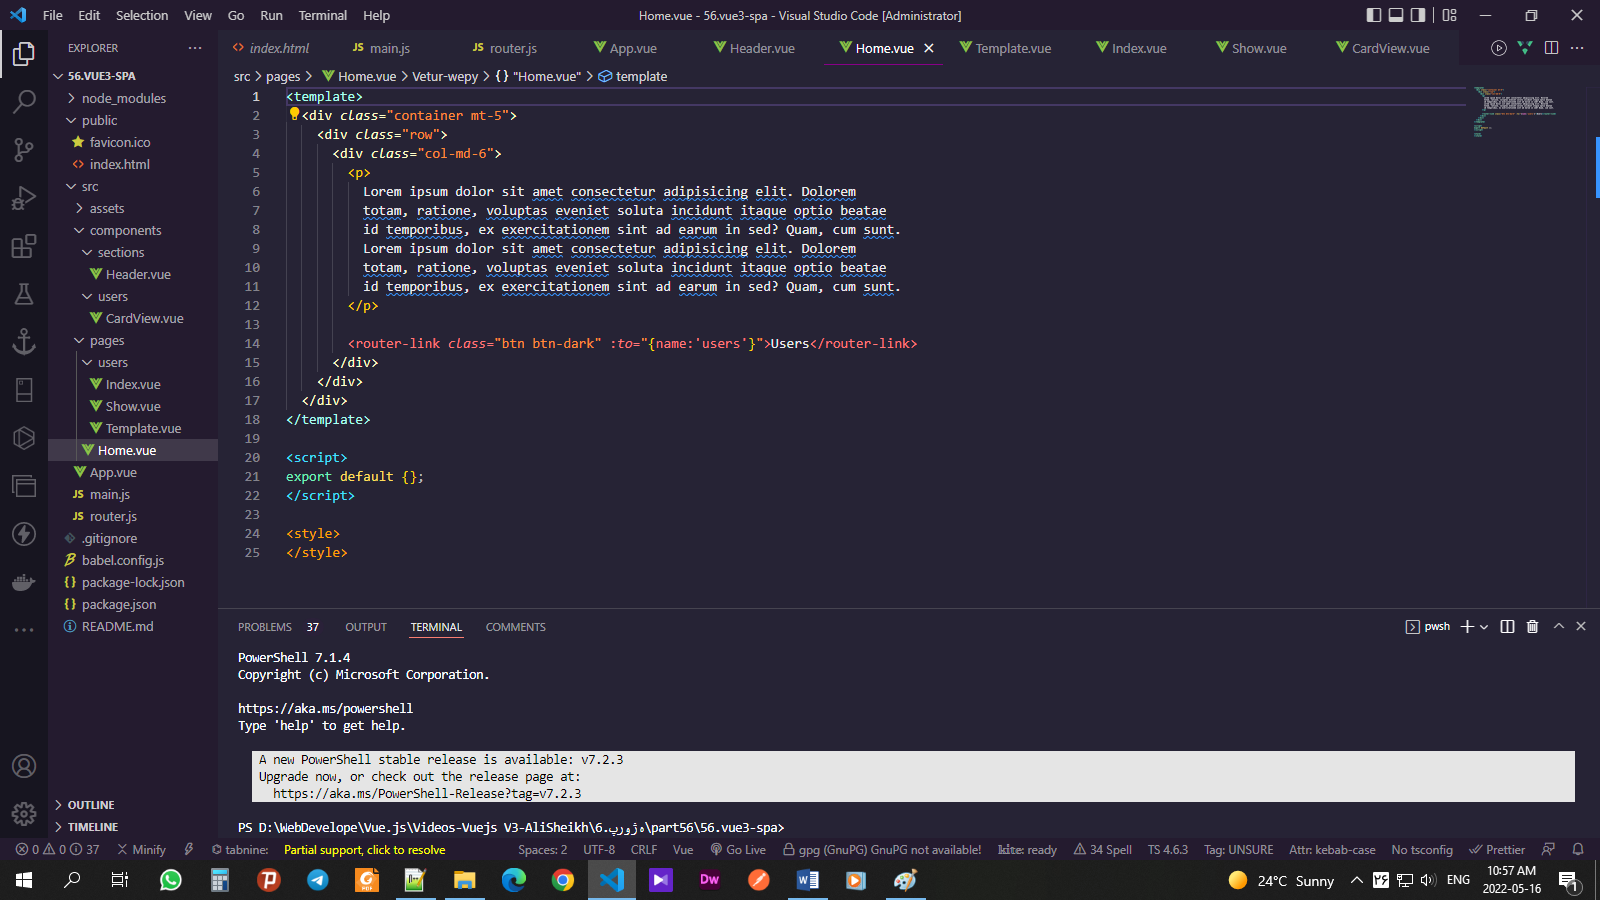 File Edit Selection View Go Run Terminal Help
Home.vue - 56.vue3-spa - Visual Studio Code [Administrator]
EXPLORER
index.html
JS main.js
JS router.js
App.vue
Header.vue
Home.vue
Template.vue
Index.vue
Show.vue
CardView.vue
56.VUE3-SPA
node_modules
public
favicon.ico
index.html
src
assets
components
sections
Header.vue
users
CardView.vue
pages
users
Index.vue
Show.vue
Template.vue
Home.vue
App.vue
JS main.js
JS router.js
.gitignore
babel.config.js
{} package-lock.json
{} package.json
README.md
OUTLINE
TIMELINE
src > pages > Home.vue > Vetur-wepy > {} "Home.vue" > template
1 <template>
2 <div class="container mt-5">
3 <div class="row">
4 <div class="col-md-6">
5 <p>
6 Lorem ipsum dolor sit amet consectetur adipisicing elit. Dolorem
7 totam, ratione, voluptas eveniet soluta incidunt itaque optio beatae
8 id temporibus, ex exercitationem sint ad earum in sed? Quam, cum sunt.
9 Lorem ipsum dolor sit amet consectetur adipisicing elit. Dolorem
10 totam, ratione, voluptas eveniet soluta incidunt itaque optio beatae
11 id temporibus, ex exercitationem sint ad earum in sed? Quam, cum sunt.
12 </p>
13
14 <router-link class="btn btn-dark" :to="{name:'users'}">Users</router-link>
15 </div>
16 </div>
17 </div>
18 </template>
19
20 <script>
21 export default {};
22 </script>
23
24 <style>
25 </style>
PROBLEMS 37 OUTPUT TERMINAL COMMENTS
pwsh
PowerShell 7.1.4
Copyright (c) Microsoft Corporation.
https://aka.ms/powershell
Type 'help' to get help.
A new PowerShell stable release is available: v7.2.3
Upgrade now, or check out the release page at:
https://aka.ms/PowerShell-Release?tag=v7.2.3
PS D:\WebDevelope\Vue.js\Videos-Vuejs V3-AliSheikh\6.پروژه\part56\56.vue3-spa>
0 0 37 Minify tabnine: Partial support, click to resolve Spaces: 2 UTF-8 CRLF Vue Go Live gpg (GnuPG) GnuPG not available! kite: ready 34 Spell TS 4.6.3 Tag: UNSURE Attr: kebab-case No tsconfig Prettier
Dw
24°C Sunny
۲۶
ENG
10:57 AM
2022-05-16
1